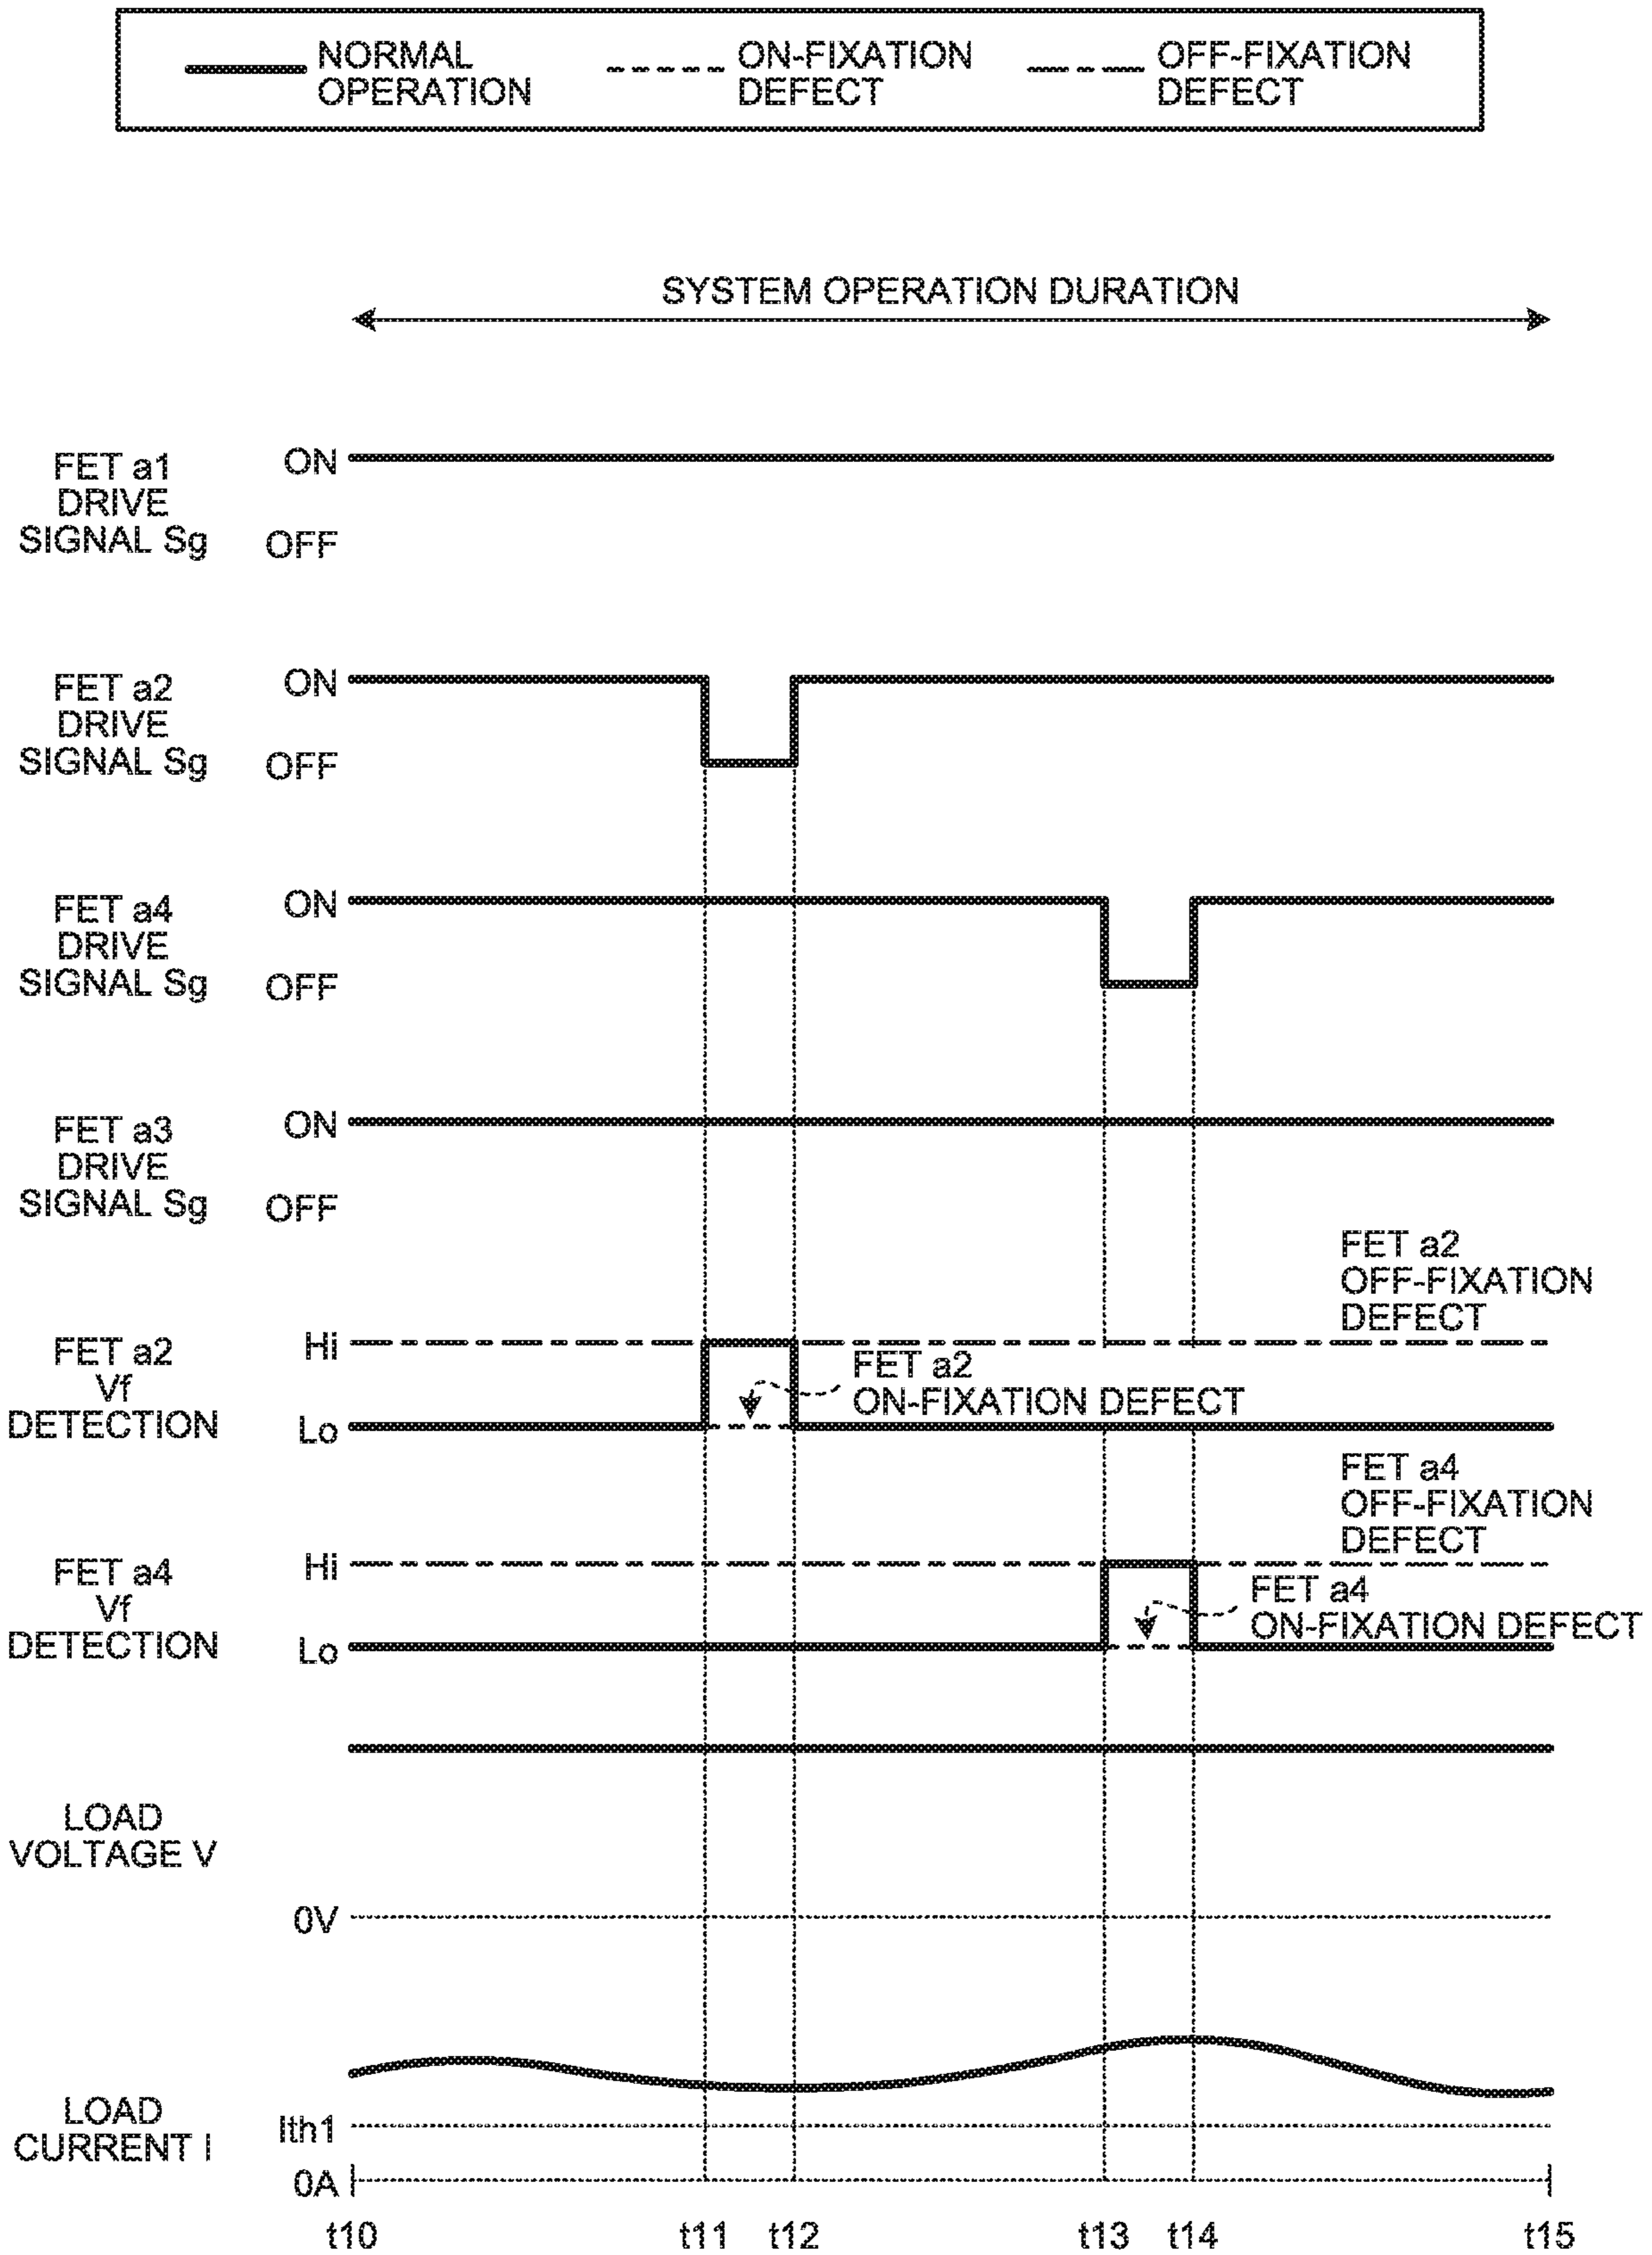 NORMAL
OPERATION
ON-FIXATION
DEFECT
OFF-FIXATION
DEFECT
SYSTEM OPERATION DURATION
FET a1
DRIVE
SIGNAL Sg
ON
OFF
FET a2
DRIVE
SIGNAL Sg
ON
OFF
FET a4
DRIVE
SIGNAL Sg
ON
OFF
FET a3
DRIVE
SIGNAL Sg
ON
OFF
FET a2
OFF-FIXATION
DEFECT
FET a2
Vf
DETECTION
Hi
Lo
FET a2
ON-FIXATION DEFECT
FET a4
OFF-FIXATION
DEFECT
FET a4
Vf
DETECTION
Hi
Lo
FET a4
ON-FIXATION DEFECT
LOAD
VOLTAGE V
0V
LOAD
CURRENT I
Ith1
0A
t10 t11 t12 t13 t14 t15